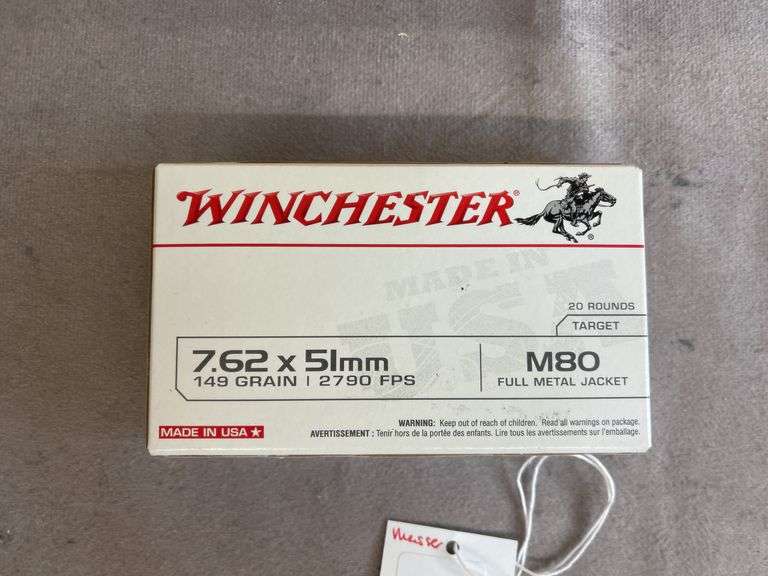 WINCHESTER®
®
MADE IN
USA
20 ROUNDS
TARGET
7.62 x 51mm
149 GRAIN | 2790 FPS
M80
FULL METAL JACKET
WARNING: Keep out of reach of children. Read all warnings on package.
AVERTISSEMENT : Tenir hors de la portée des enfants. Lire tous les avertissements sur l'emballage.
MADE IN USA★